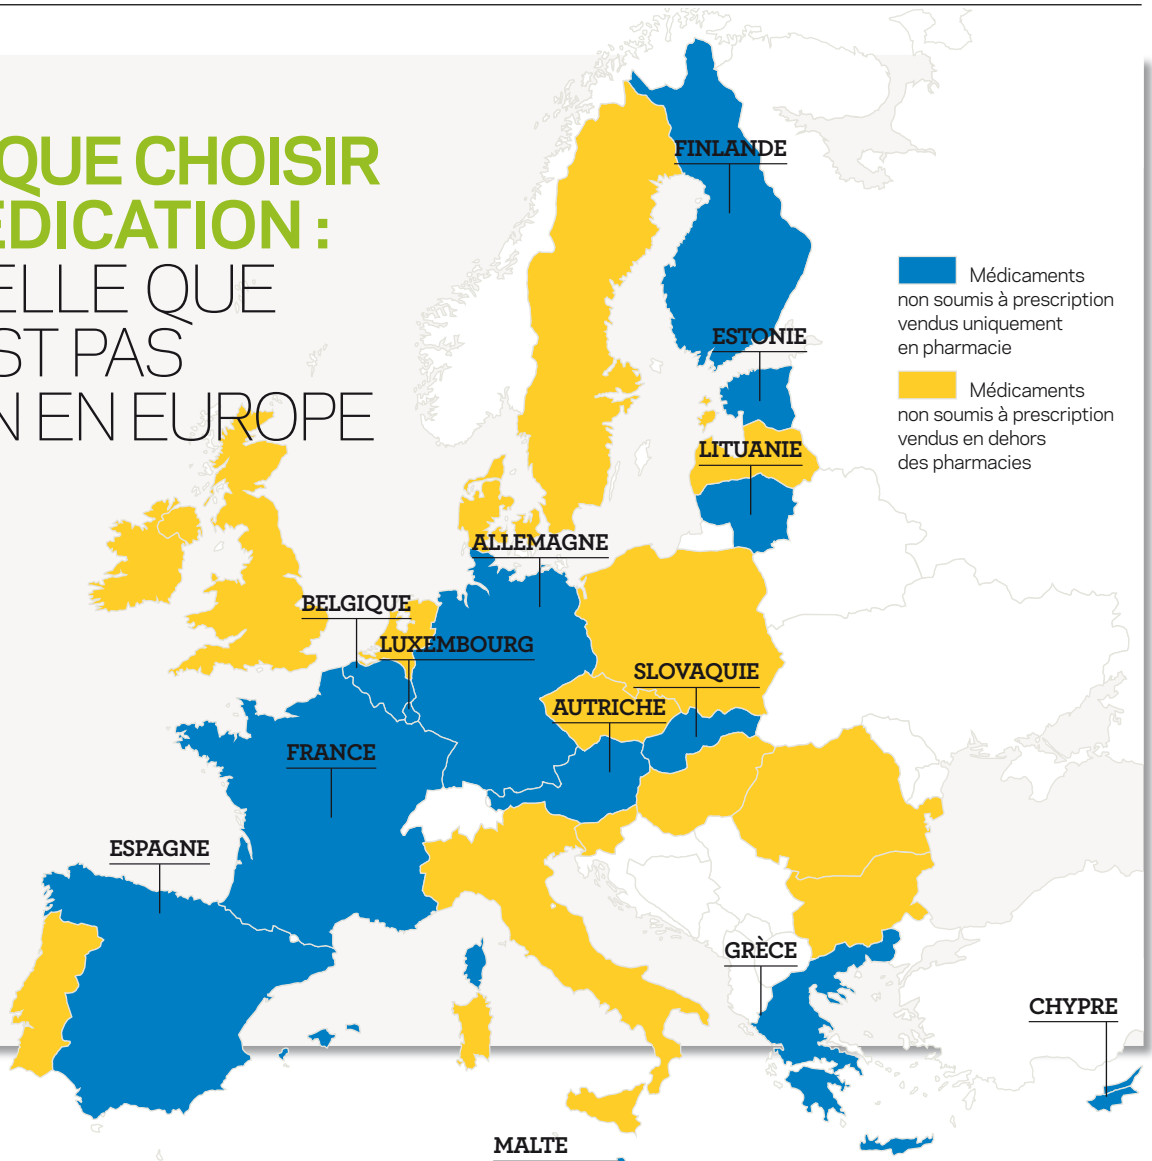 QUE CHOISIR
ÉDICATION :
ELLE QUE
ST PAS
N EN EUROPE
FINLANDE
Médicaments
non soumis à prescription
vendus uniquement
en pharmacie
ESTONIE
Médicaments
non soumis à prescription
vendus en dehors
des pharmacies
LITUANIE
ALLEMAGNE
BELGIQUE
LUXEMBOURG
SLOVAQUIE
AUTRICHE
FRANCE
ESPAGNE
GRÈCE
CHYPRE
MALTE